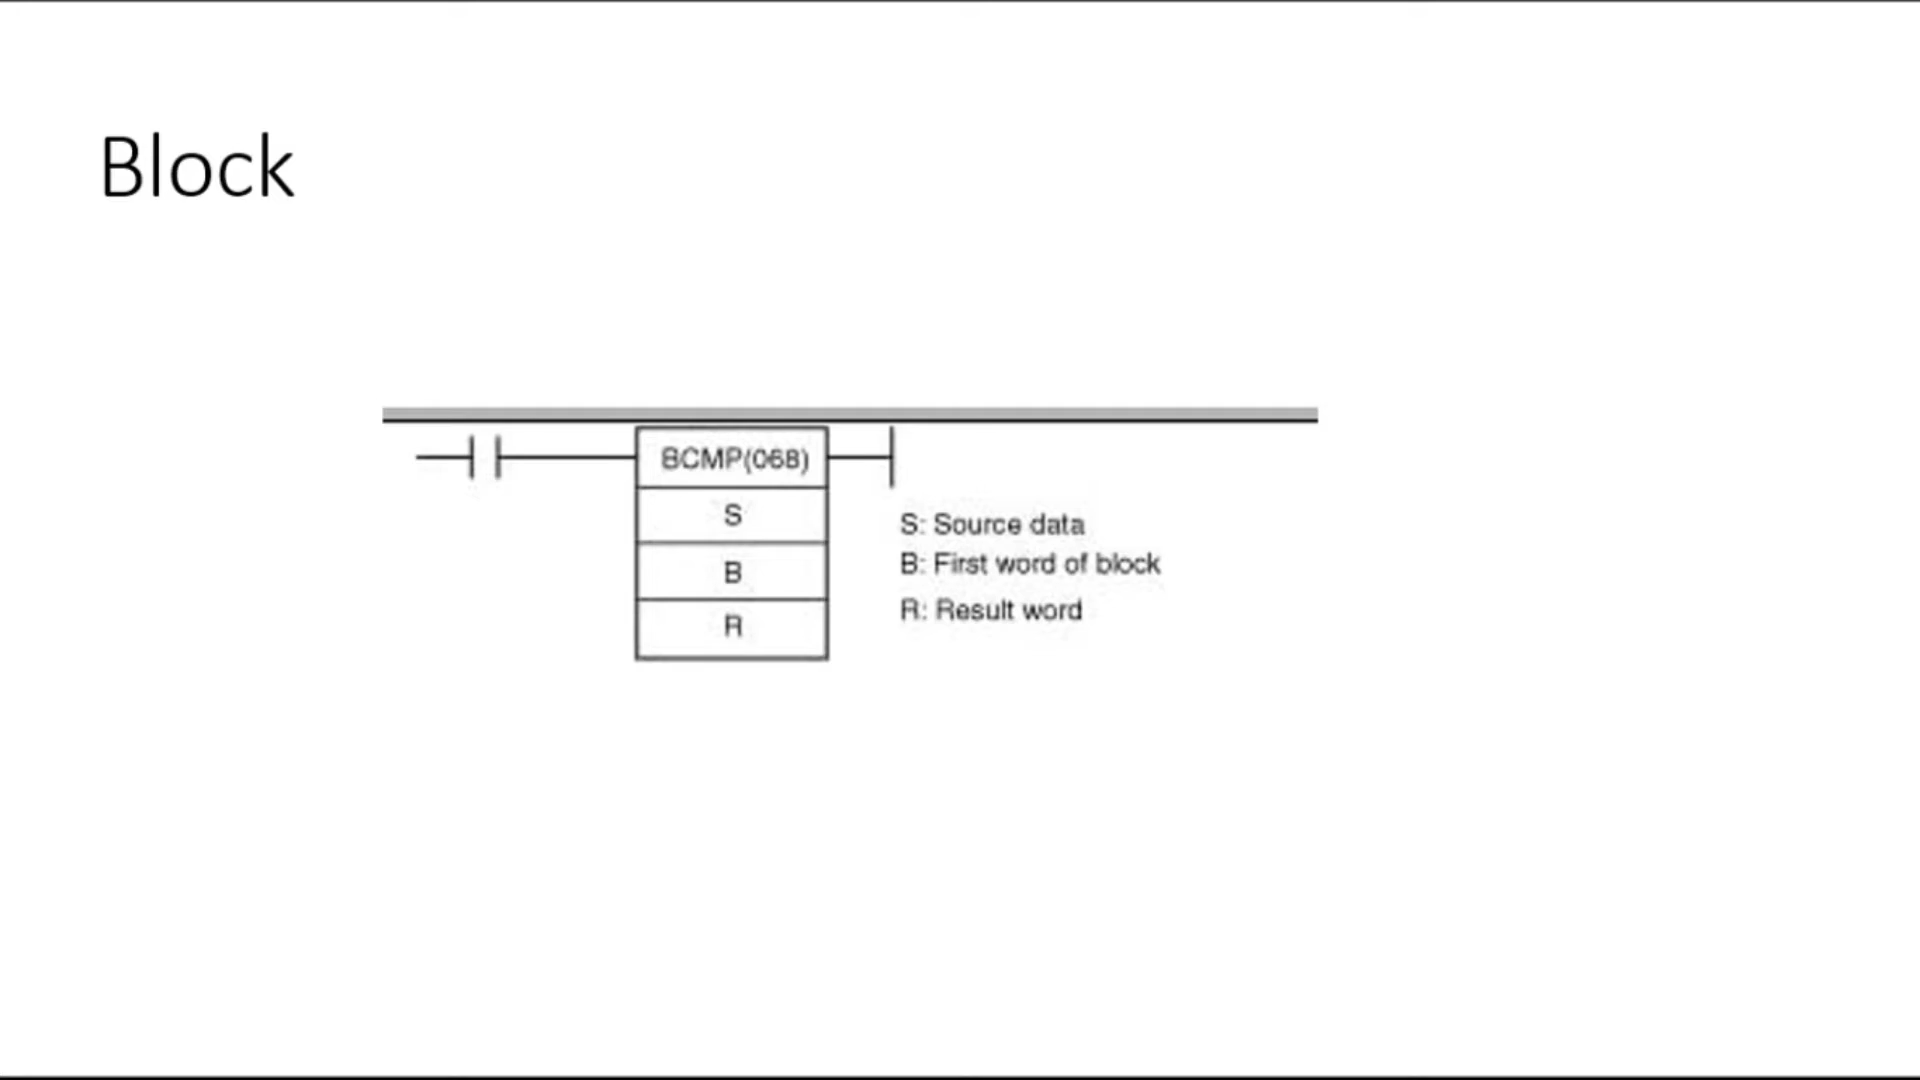 Block
BCMP(068)
S
B
R
S: Source data
B: First word of block
R: Result word